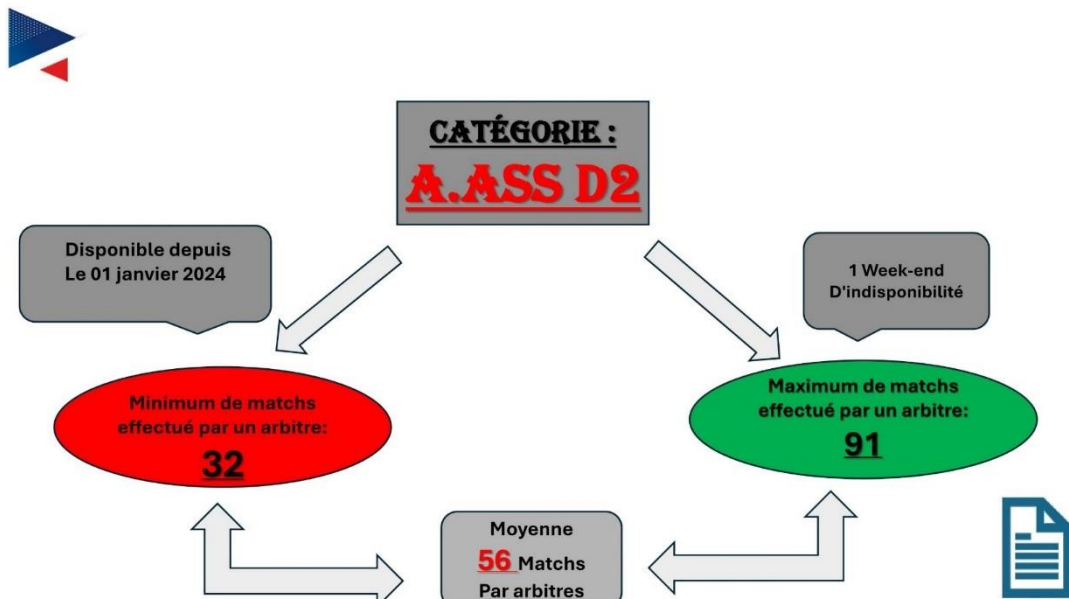 CATÉGORIE :
A.ASS D2
Disponible depuis
Le 01 janvier 2024
1 Week-end
D'indisponibilité
Minimum de matchs
effectué par un arbitre:
32
Maximum de matchs
effectué par un arbitre:
91
Moyenne
56 Matchs
Par arbitres